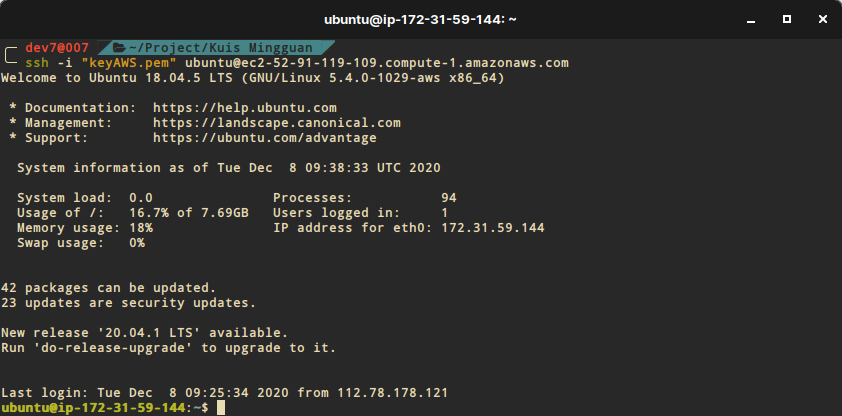 ubuntu@ip-172-31-59-144: ~
dev7@007 ~/Project/Kuis Mingguan
ssh -i "keyAWS.pem" ubuntu@ec2-52-91-119-109.compute-1.amazonaws.com
Welcome to Ubuntu 18.04.5 LTS (GNU/Linux 5.4.0-1029-aws x86_64)
* Documentation:  https://help.ubuntu.com
* Management:     https://landscape.canonical.com
* Support:        https://ubuntu.com/advantage
System information as of Tue Dec  8 09:38:33 UTC 2020
System load:  0.0               Processes:           94
Usage of /:   16.7% of 7.69GB   Users logged in:     1
Memory usage: 18%               IP address for eth0: 172.31.59.144
Swap usage:   0%
42 packages can be updated.
23 updates are security updates.
New release '20.04.1 LTS' available.
Run 'do-release-upgrade' to upgrade to it.
Last login: Tue Dec  8 09:25:34 2020 from 112.78.178.121
ubuntu@ip-172-31-59-144:~$